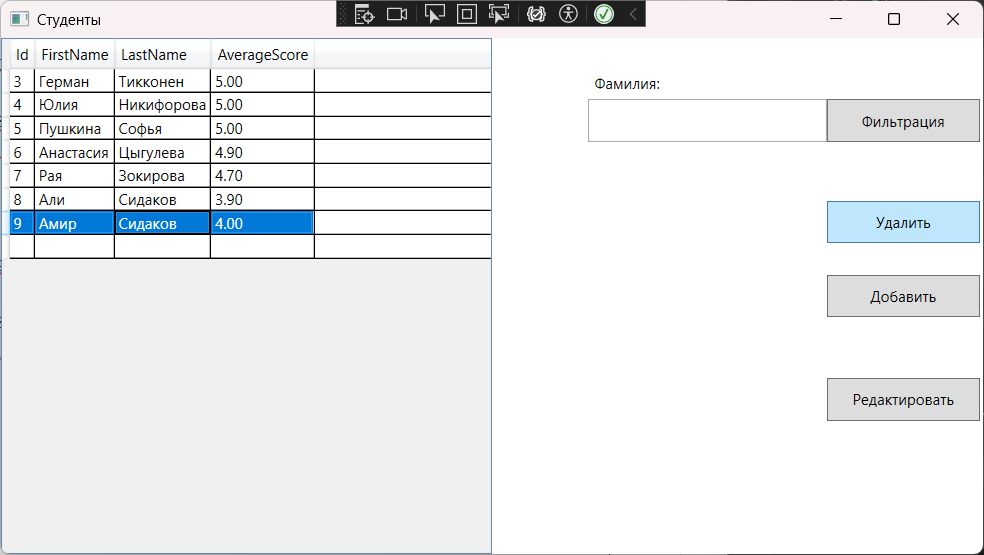 Студенты
Id FirstName LastName AverageScore
3 Герман Тикконен 5.00
4 Юлия Никифорова 5.00
5 Пушкина Софья 5.00
6 Анастасия Цыгулева 4.90
7 Рая Зокирова 4.70
8 Али Сидаков 3.90
9 Амир Сидаков 4.00
Фамилия:
Фильтрация
Удалить
Добавить
Редактировать